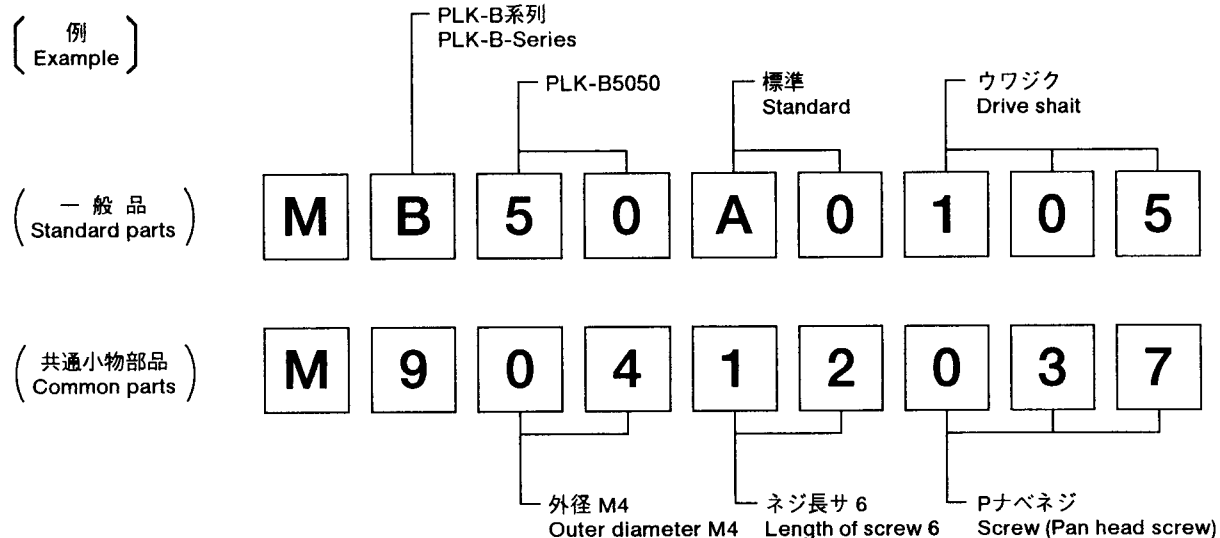 例
Example
PLK-B系列
PLK-B-Series
PLK-B5050
標準
Standard
ウワジク
Drive shait
一般品
Standard parts
M B 5 0 A 0 1 0 5
共通小物部品
Common parts
M 9 0 4 1 2 0 3 7
外径 M4
Outer diameter M4
ネジ長サ 6
Length of screw 6
Pナベネジ
Screw (Pan head screw)